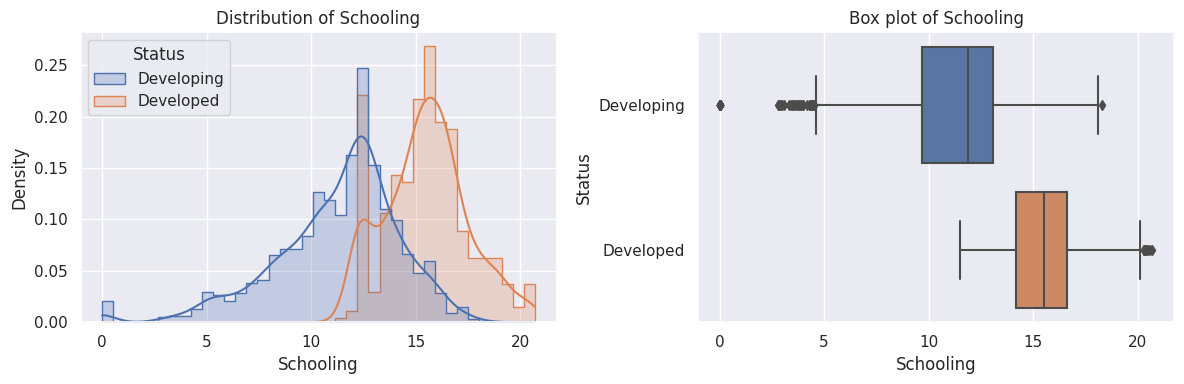 Distribution of Schooling
Status
Developing
Developed
0.25
0.20
0.15
0.10
0.05
0.00
Density
0 5 10 15 20
Schooling
Box plot of Schooling
Developing
Developed
Status
0 5 10 15 20
Schooling